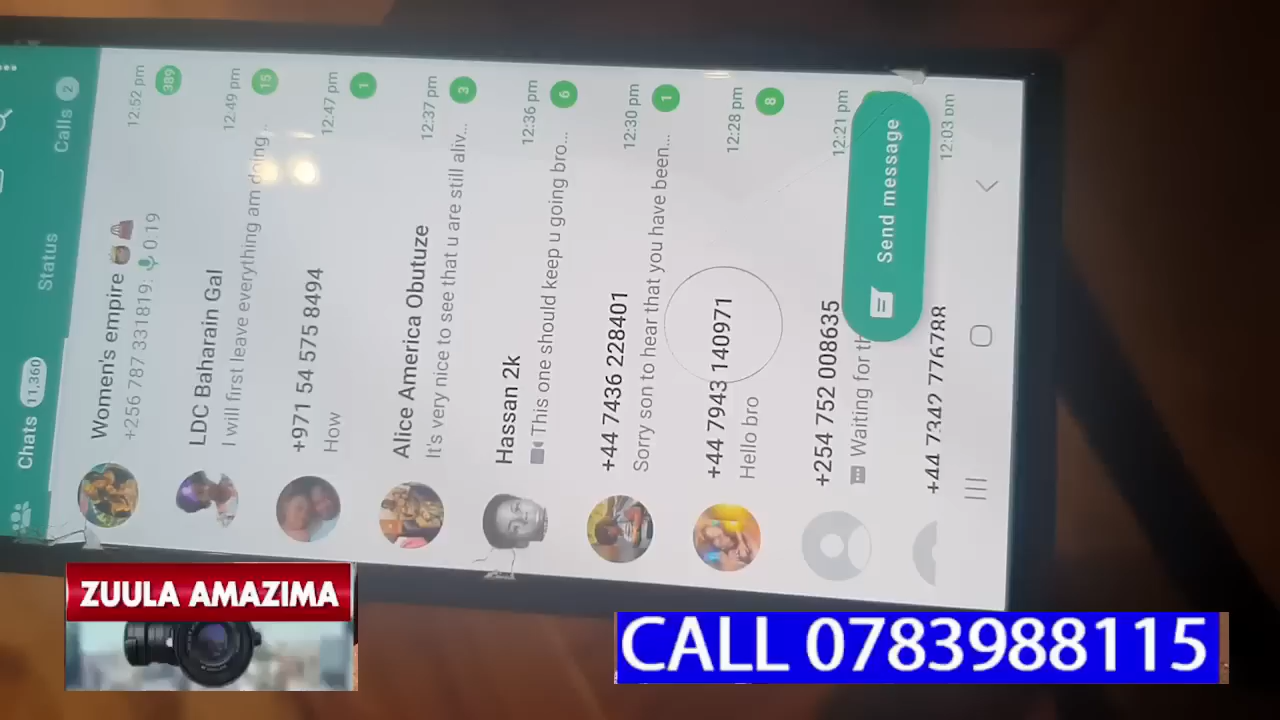 Chats 11,360
Status
Calls 2
Women's empire
12:52 pm
+256 787 331819: 0:19
389
LDC Baharain Gal
12:49 pm
I will first leave everything am doing...
15
+971 54 575 8494
12:47 pm
How
1
Alice America Obutuze
12:37 pm
It's very nice to see that u are still aliv...
3
Hassan 2k
12:36 pm
This one should keep u going bro...
6
+44 7436 228401
12:30 pm
Sorry son to hear that you have been...
1
+44 7943 140971
12:28 pm
Hello bro
8
+254 752 008635
12:21 pm
Waiting for th
Send message
+44 7342 776788
12:03 pm
ZUULA AMAZIMA
CALL 0783988115